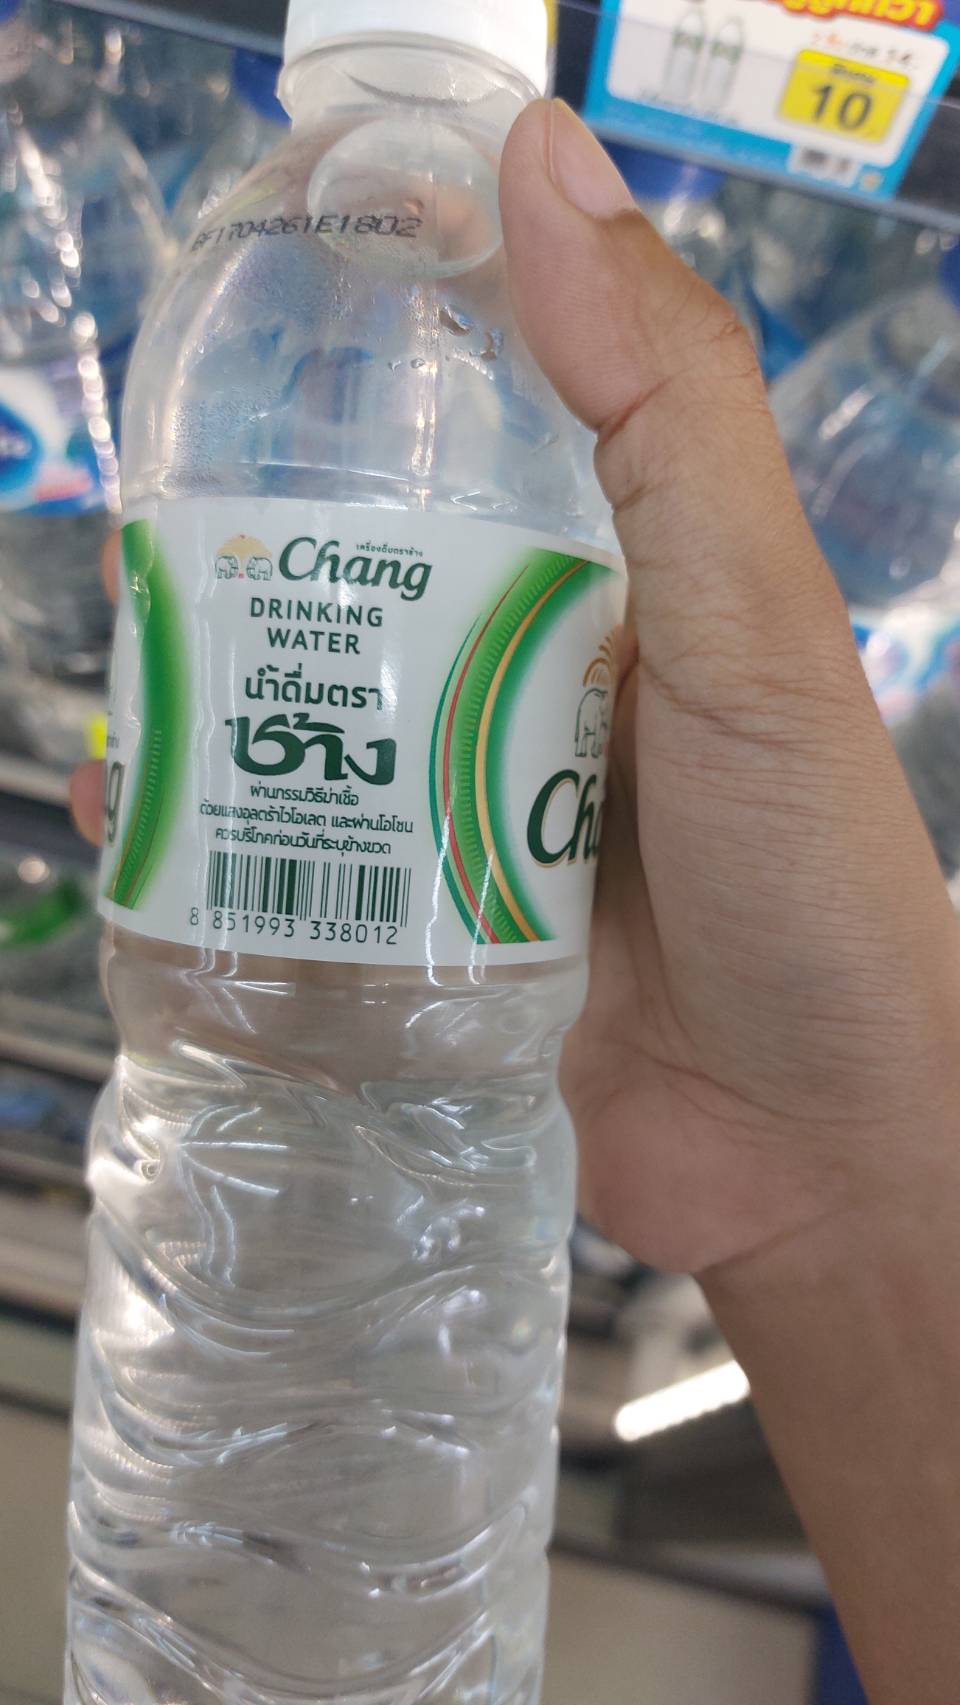 10
BF1704261E1802
เครื่องดื่มตราช้าง
Chang
DRINKING
WATER
น้ำดื่มตรา
ช้าง
ผ่านกรรมวิธีฆ่าเชื้อ
ด้วยแสงอุลตร้าไวโอเลต และผ่านโอโซน
ควรบริโภคก่อนวันที่ระบุข้างขวด
8 851993 338012
Cha